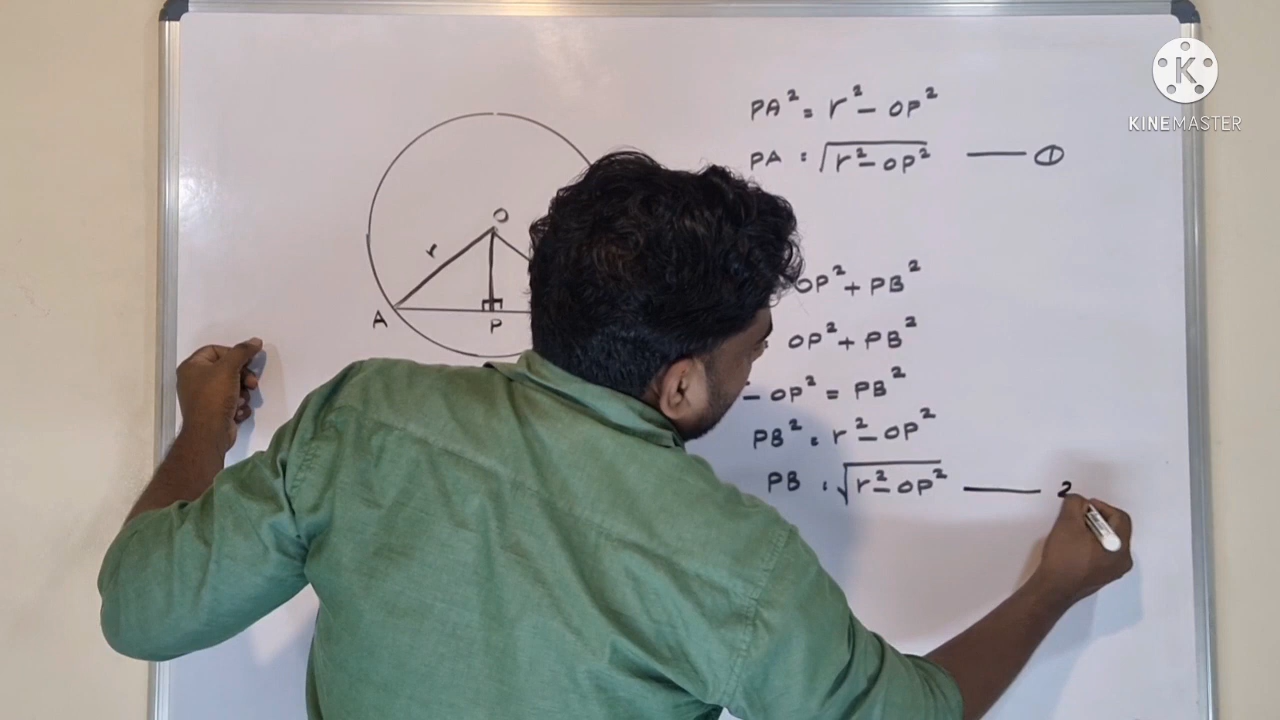 K
KINEMASTER
PA² = r² - OP²
PA = √r² - OP² —— ①
O
r
A
P
OP² + PB²
= OP² + PB²
- OP² = PB²
PB² = r² - OP²
PB = √r² - OP² —— 2